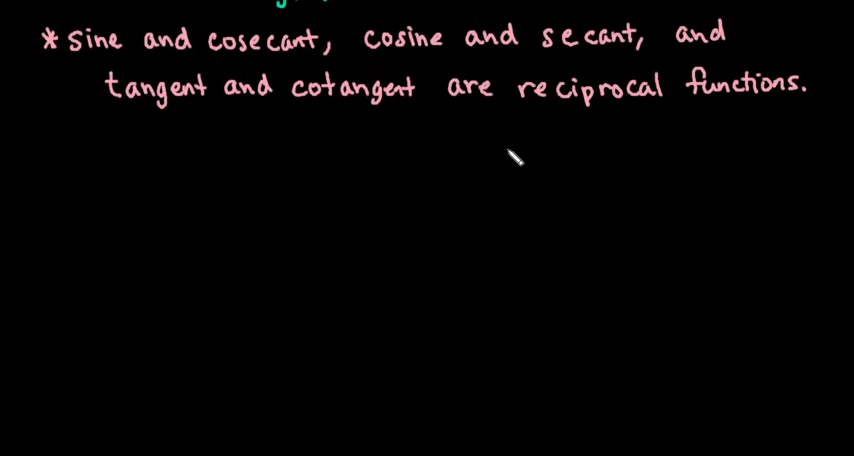 * Sine and cosecant, cosine and secant, and
tangent and cotangent are reciprocal functions.